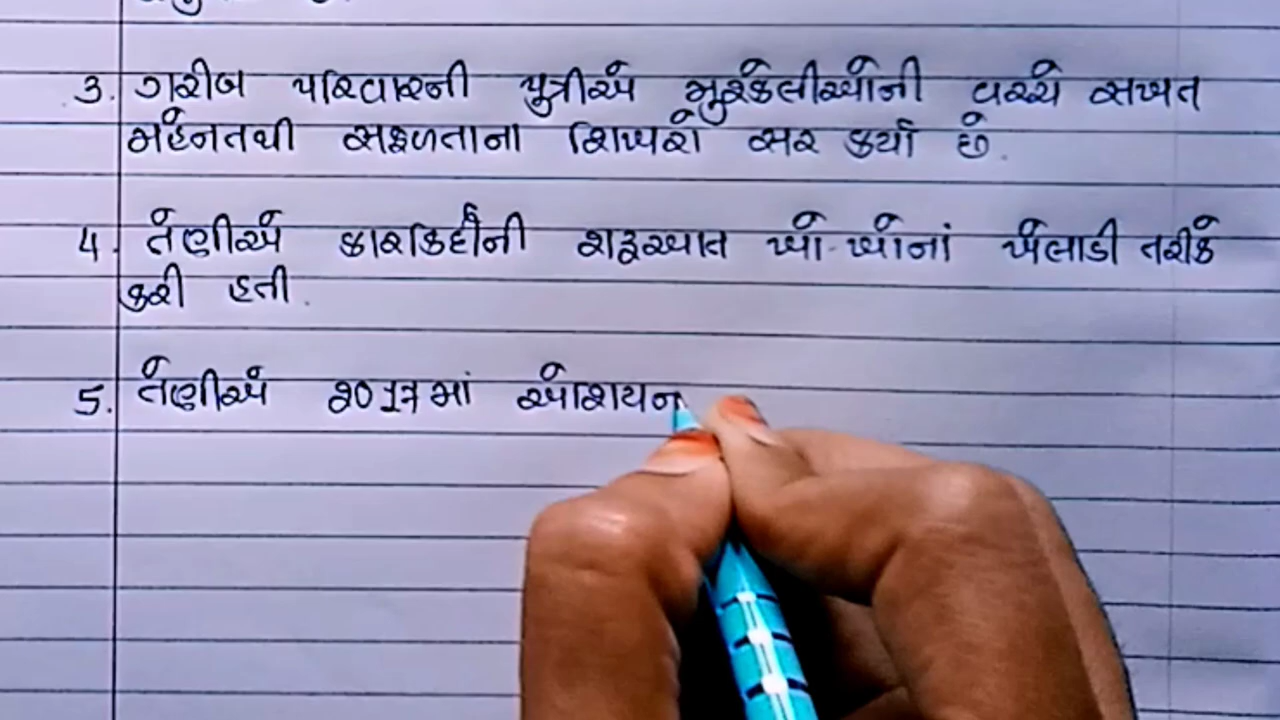 3. ગરીબ પરિવારની પુત્રીએ મુશ્કેલીઓની વચ્ચે સખત
મહેનતથી સફળતાના શિખરો સર કર્યા છે.
4. તેણીએ કારકિર્દીની શરૂઆત ખો-ખોનાં ખેલાડી તરીકે
કરી હતી.
5. તેણીએ 2017માં એશિયન